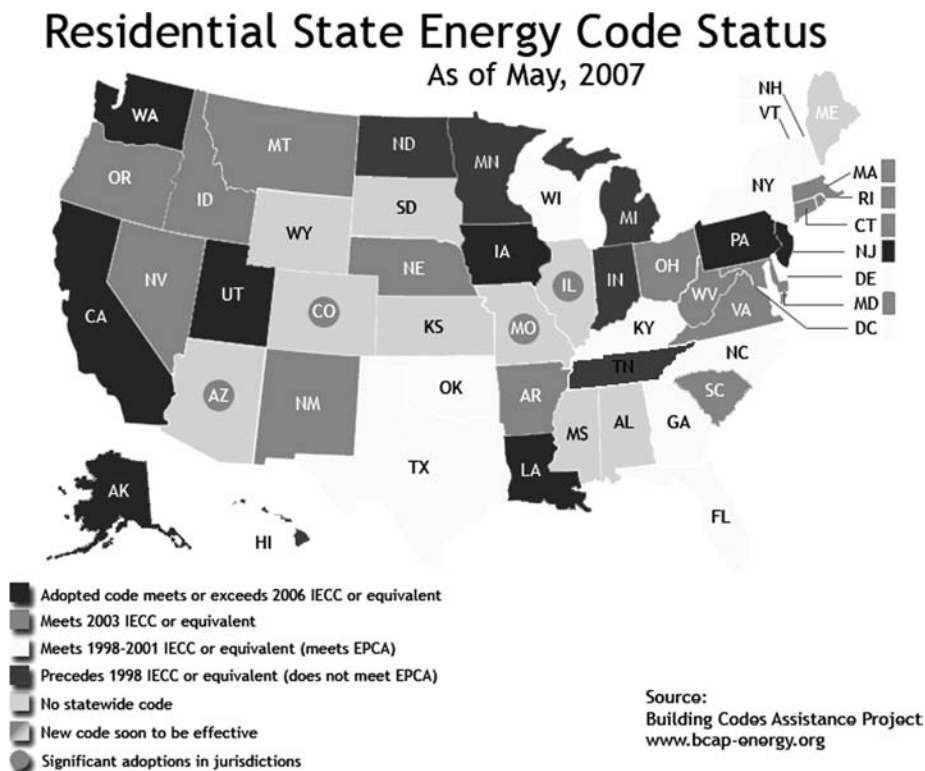 Residential State Energy Code Status
As of May, 2007
NH
VT
ME
WA
MT
ND
MN
OR
ID
WI
NY
MA
RI
CT
NJ
DE
MD
DC
SD
WY
MI
IA
PA
NE
NV
UT
CA
CO
IL
IN
OH
WV
VA
KS
MO
KY
NC
TN
AZ
NM
OK
AR
SC
MS
AL
GA
TX
LA
FL
AK
HI
Adopted code meets or exceeds 2006 IECC or equivalent
Meets 2003 IECC or equivalent
Meets 1998-2001 IECC or equivalent (meets EPCA)
Precedes 1998 IECC or equivalent (does not meet EPCA)
No statewide code
New code soon to be effective
Significant adoptions in jurisdictions
Source:
Building Codes Assistance Project
www.bcap-energy.org